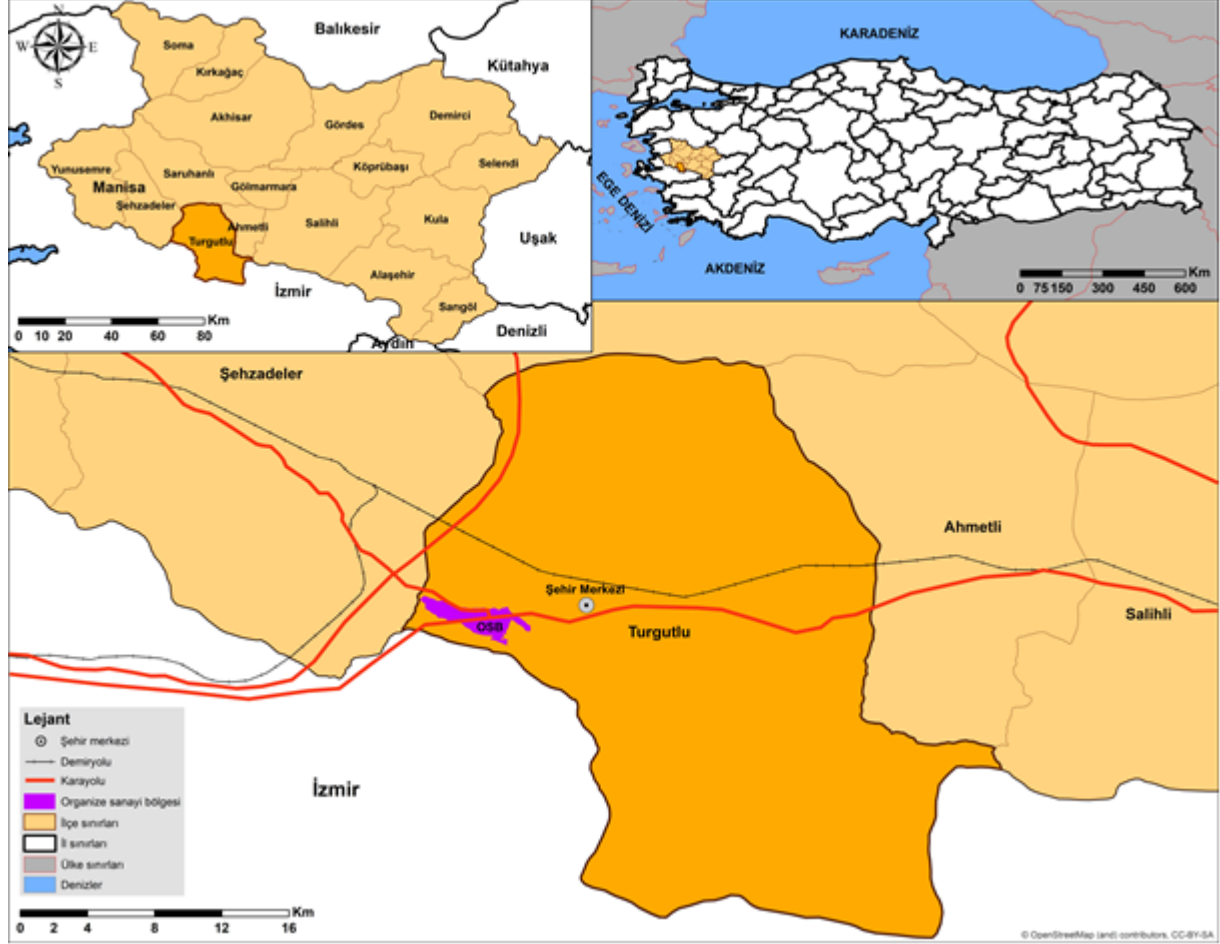 N
W
E
S
Balıkesir
Kütahya
Soma
Kırkağaç
Akhisar
Gördes
Demirci
Yunusemre
Manisa
Saruhanlı
Gölmarmara
Köprübaşı
Selendi
Şehzadeler
Turgutlu
Ahmetli
Salihli
Kula
Uşak
Alaşehir
İzmir
Sarıgöl
Denizli
Aydın
Km
0 10 20 40 60 80
KARADENİZ
EGE DENİZİ
AKDENİZ
Km
0 75 150 300 450 600
Şehzadeler
Ahmetli
Şehir Merkezi
OSB
Turgutlu
Salihli
İzmir
Lejant
Şehir merkezi
Demiryolu
Karayolu
Organize sanayi bölgesi
İlçe sınırları
İl sınırları
Ülke sınırları
Denizler
Km
0 2 4 8 12 16
© OpenStreetMap (and) contributors, CC-BY-SA